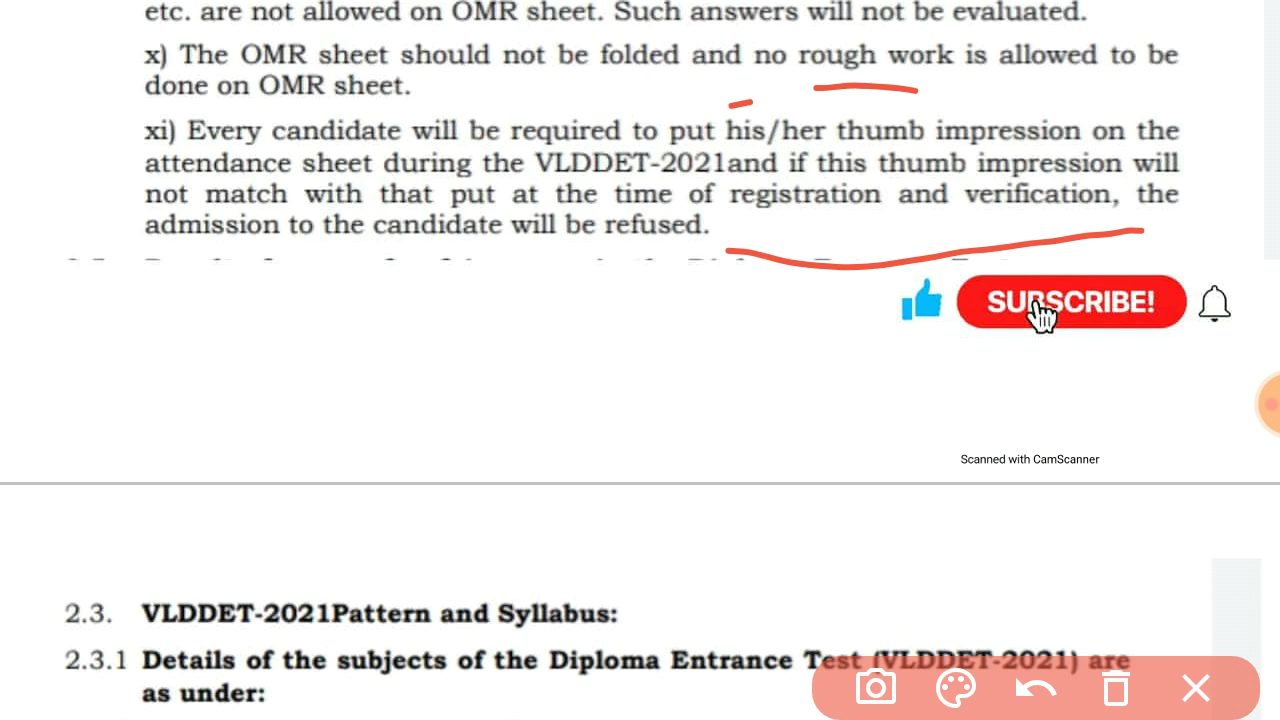 etc. are not allowed on OMR sheet. Such answers will not be evaluated.
x) The OMR sheet should not be folded and no rough work is allowed to be
done on OMR sheet.
xi) Every candidate will be required to put his/her thumb impression on the
attendance sheet during the VLDDET-2021and if this thumb impression will
not match with that put at the time of registration and verification, the
admission to the candidate will be refused.
SUBSCRIBE!
Scanned with CamScanner
2.3. VLDDET-2021Pattern and Syllabus:
2.3.1 Details of the subjects of the Diploma Entrance Test (VLDDET-2021) are
as under: